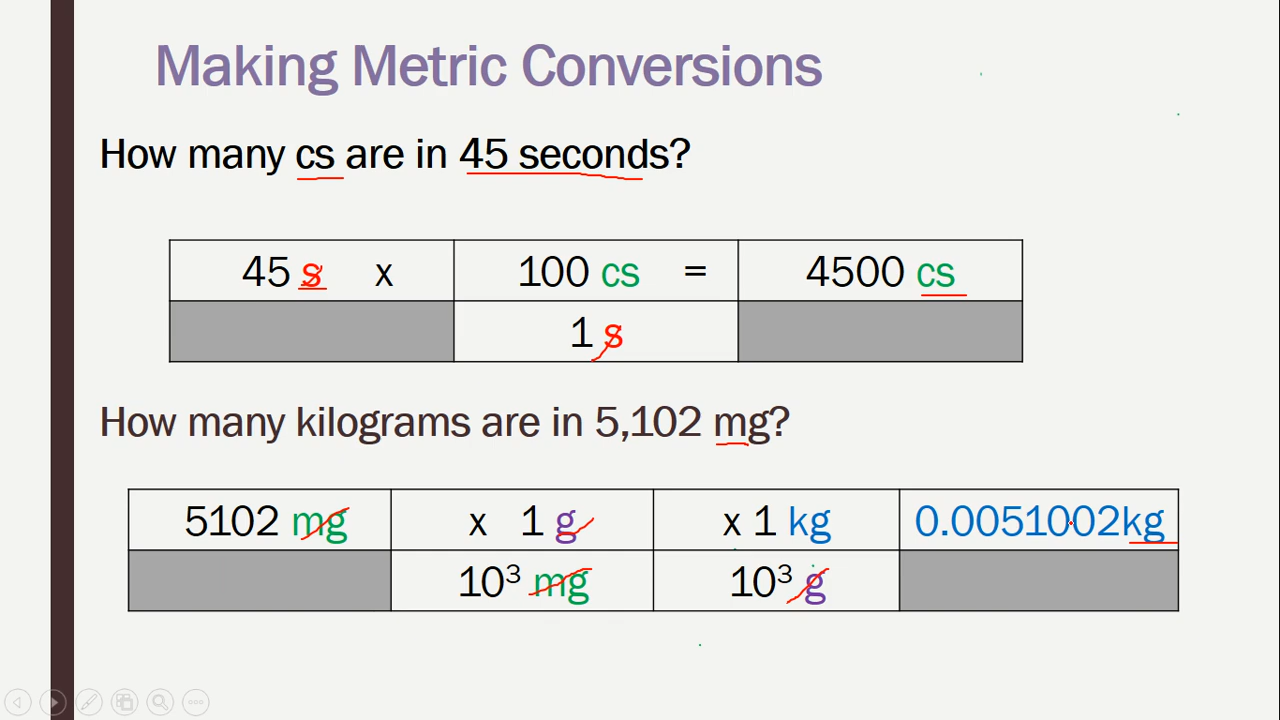 Making Metric Conversions
How many cs are in 45 seconds?
45 s x 100 cs = 4500 cs
1 s
How many kilograms are in 5,102 mg?
5102 mg x 1 g x 1 kg 0.0051002kg
10³ mg 10³ g